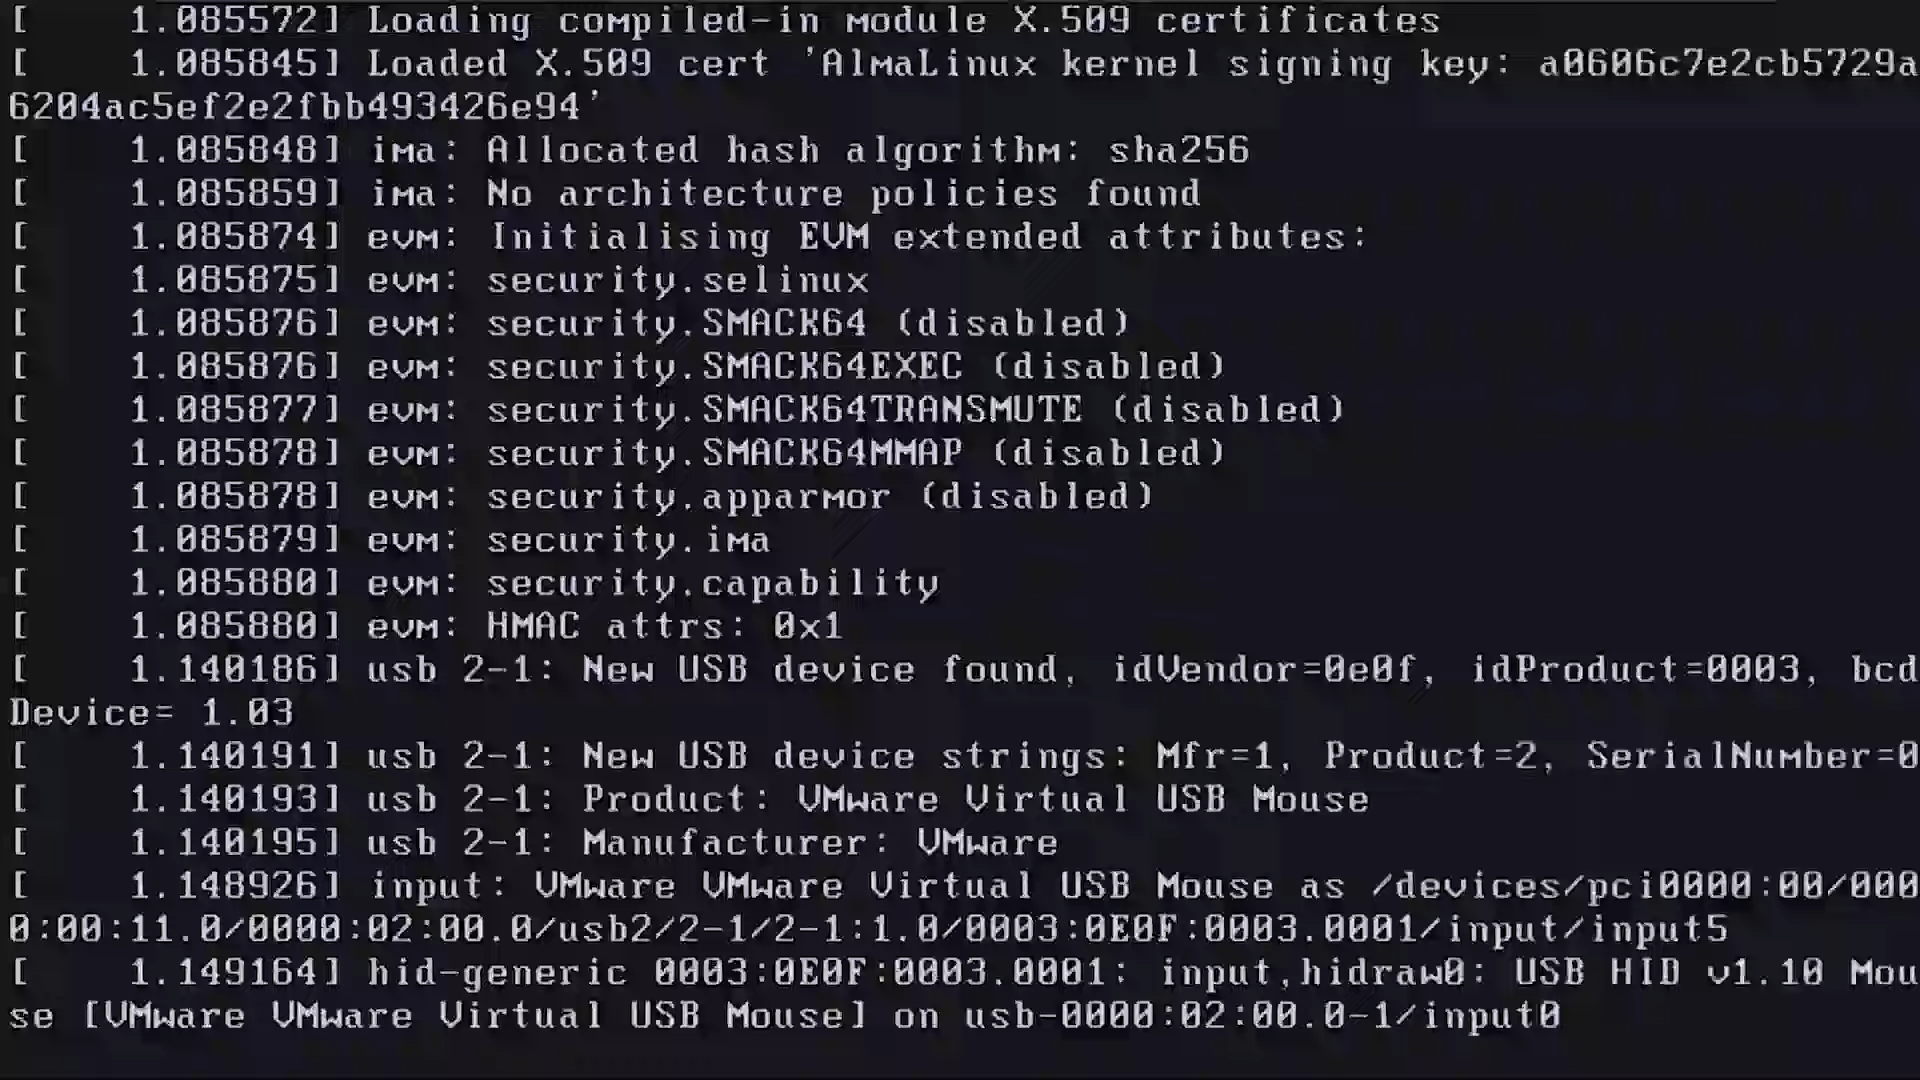 [    1.085572] Loading compiled-in module X.509 certificates
[    1.085845] Loaded X.509 cert 'AlmaLinux kernel signing key: a0606c7e2cb5729a
6204ac5ef2e2fbb493426e94'
[    1.085848] ima: Allocated hash algorithm: sha256
[    1.085859] ima: No architecture policies found
[    1.085874] evm: Initialising EVM extended attributes:
[    1.085875] evm: security.selinux
[    1.085876] evm: security.SMACK64 (disabled)
[    1.085876] evm: security.SMACK64EXEC (disabled)
[    1.085877] evm: security.SMACK64TRANSMUTE (disabled)
[    1.085878] evm: security.SMACK64MMAP (disabled)
[    1.085878] evm: security.apparmor (disabled)
[    1.085879] evm: security.ima
[    1.085880] evm: security.capability
[    1.085880] evm: HMAC attrs: 0x1
[    1.140186] usb 2-1: New USB device found, idVendor=0e0f, idProduct=0003, bcd
Device= 1.03
[    1.140191] usb 2-1: New USB device strings: Mfr=1, Product=2, SerialNumber=0
[    1.140193] usb 2-1: Product: VMware Virtual USB Mouse
[    1.140195] usb 2-1: Manufacturer: VMware
[    1.148926] input: VMware VMware Virtual USB Mouse as /devices/pci0000:00/000
0:00:11.0/0000:02:00.0/usb2/2-1/2-1:1.0/0003:0E0F:0003.0001/input/input5
[    1.149164] hid-generic 0003:0E0F:0003.0001: input,hidraw0: USB HID v1.10 Mou
se [VMware VMware Virtual USB Mouse] on usb-0000:02:00.0-1/input0